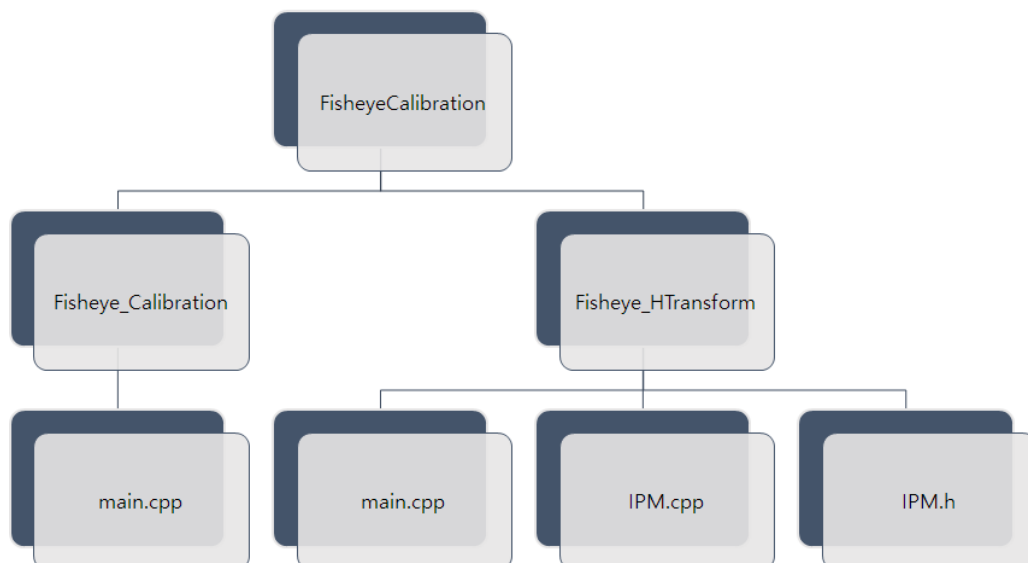 FisheyeCalibration
Fisheye_Calibration
Fisheye_HTransform
main.cpp
main.cpp
IPM.cpp
IPM.h